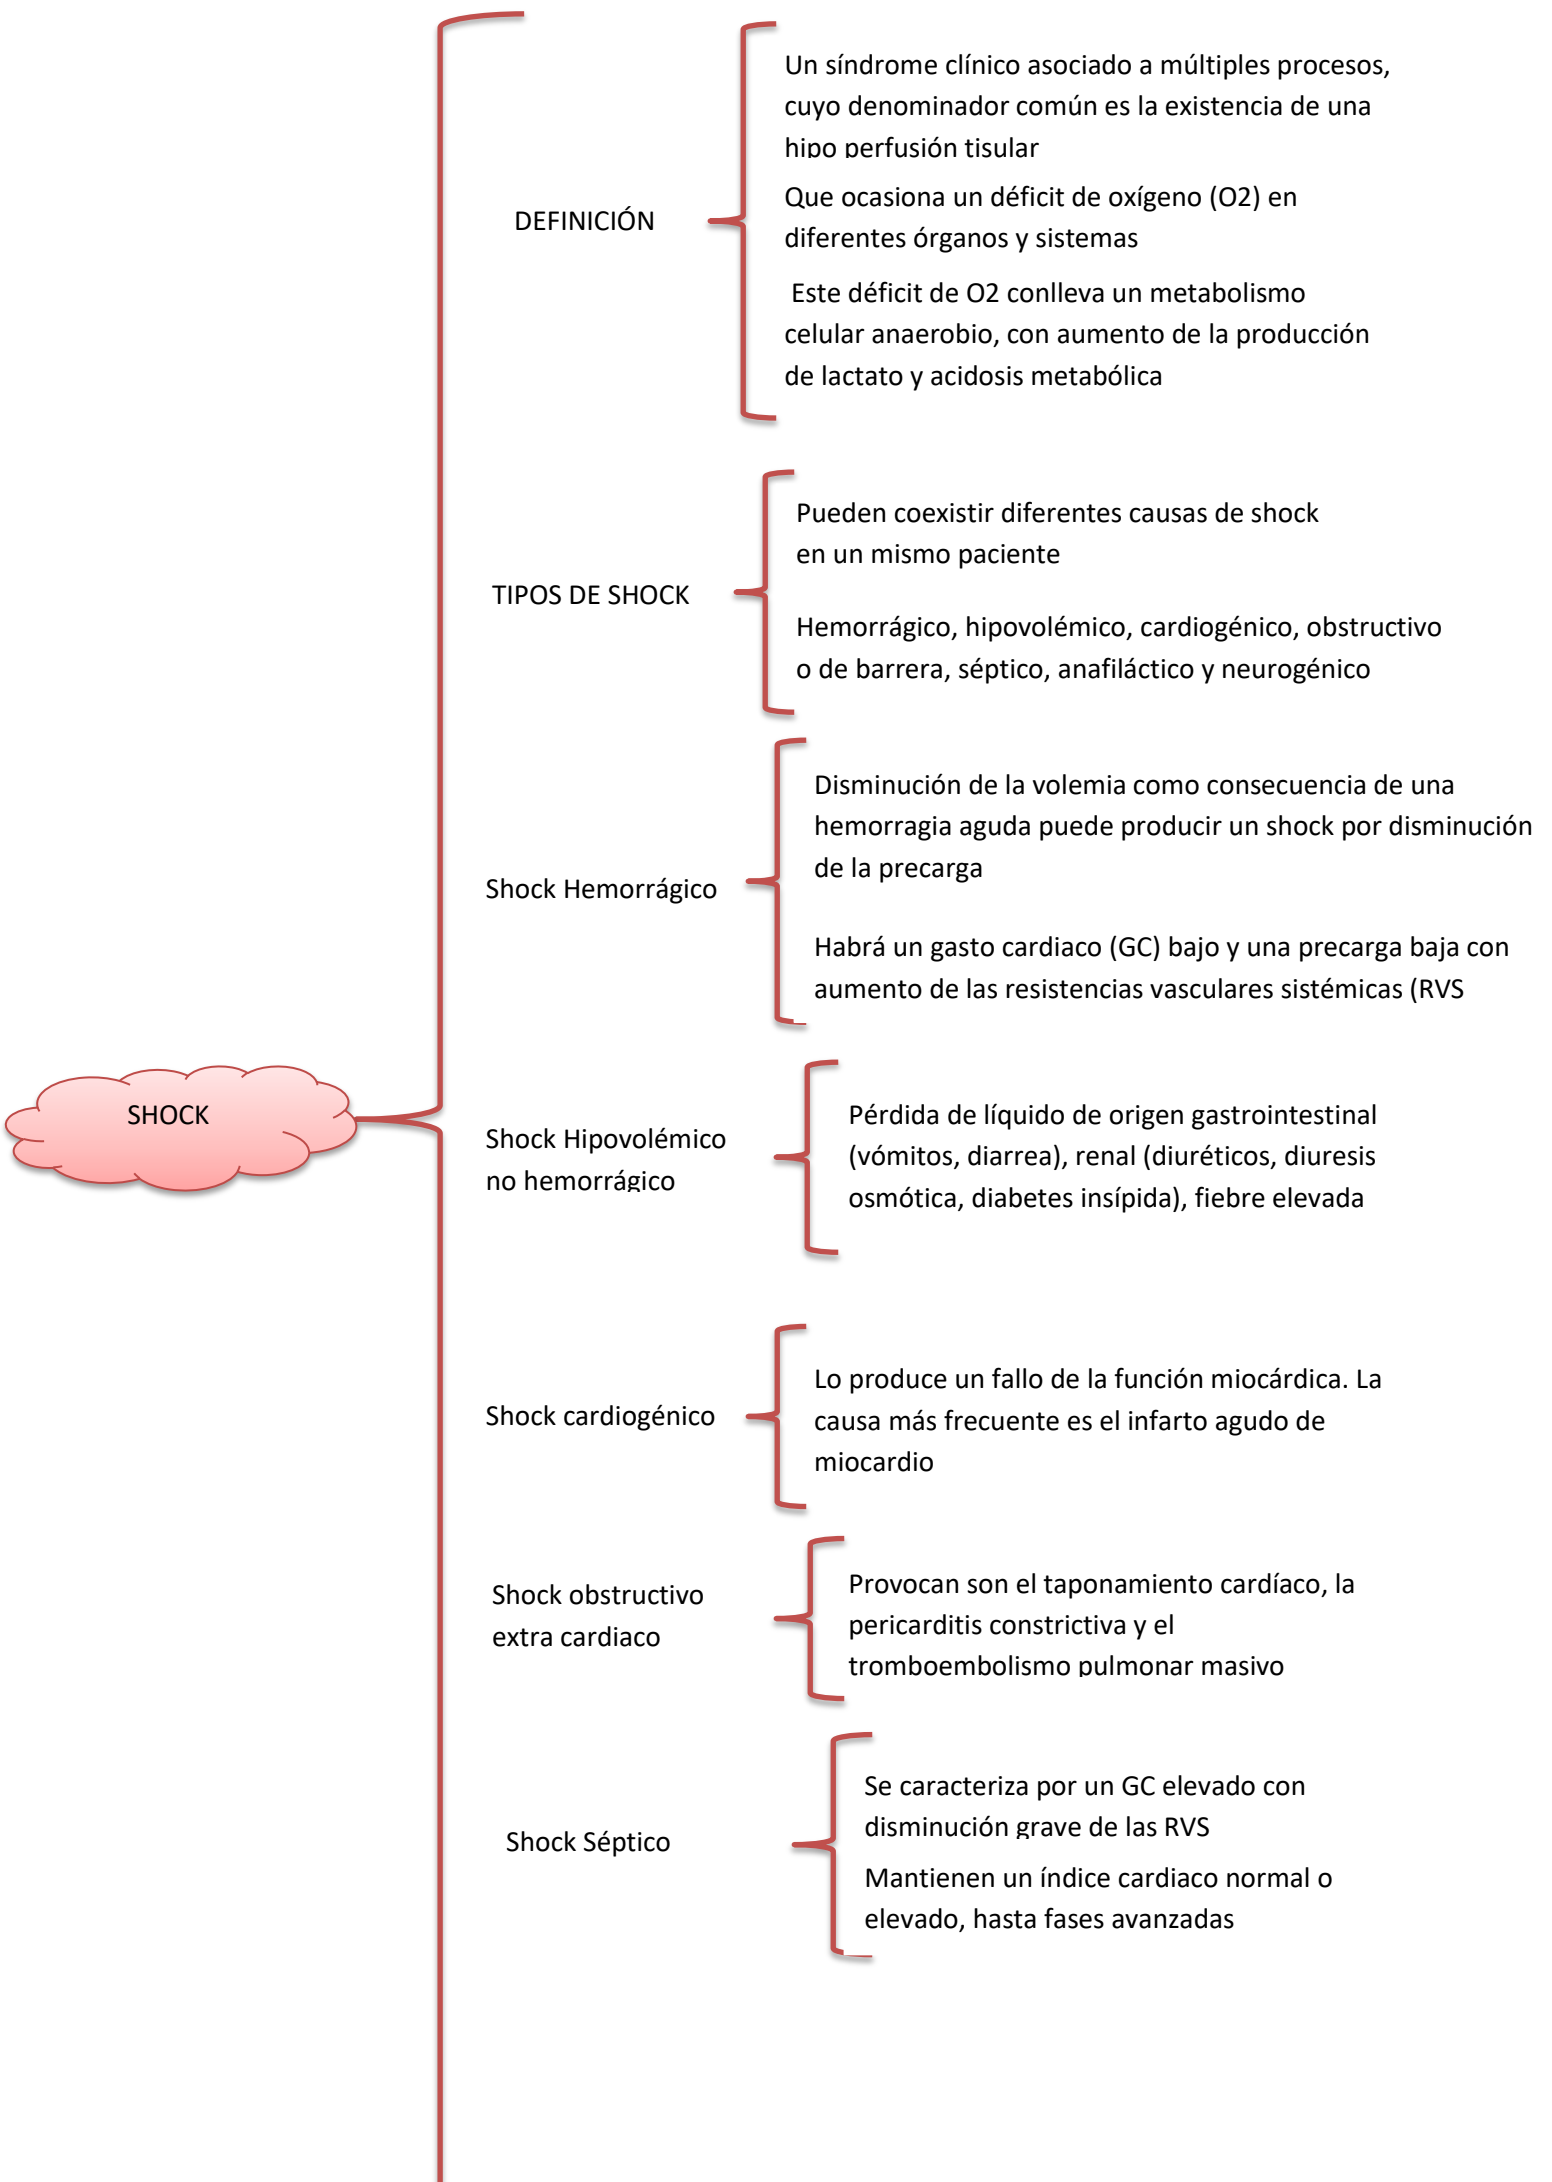 Un síndrome clínico asociado a múltiples procesos,
cuyo denominador común es la existencia de una
hipo perfusión tisular
DEFINICIÓN
Que ocasiona un déficit de oxígeno (O2) en
diferentes órganos y sistemas
Este déficit de O2 conlleva un metabolismo
celular anaerobio, con aumento de la producción
de lactato y acidosis metabólica
TIPOS DE SHOCK
Pueden coexistir diferentes causas de shock
en un mismo paciente
Hemorrágico, hipovolémico, cardiogénico, obstructivo
o de barrera, séptico, anafiláctico y neurogénico
Shock Hemorrágico
Disminución de la volemia como consecuencia de una
hemorragia aguda puede producir un shock por disminución
de la precarga
Habrá un gasto cardiaco (GC) bajo y una precarga baja con
aumento de las resistencias vasculares sistémicas (RVS
SHOCK
Shock Hipovolémico
no hemorrágico
Pérdida de líquido de origen gastrointestinal
(vómitos, diarrea), renal (diuréticos, diuresis
osmótica, diabetes insípida), fiebre elevada
Shock cardiogénico
Lo produce un fallo de la función miocárdica. La
causa más frecuente es el infarto agudo de
miocardio
Shock obstructivo
extra cardiaco
Provocan son el taponamiento cardíaco, la
pericarditis constrictiva y el
tromboembolismo pulmonar masivo
Shock Séptico
Se caracteriza por un GC elevado con
disminución grave de las RVS
Mantienen un índice cardiaco normal o
elevado, hasta fases avanzadas